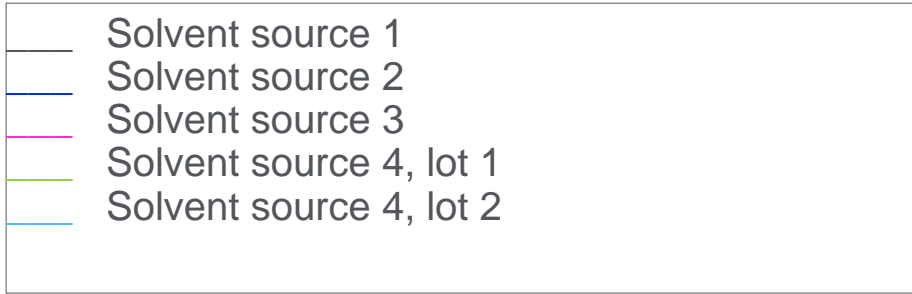 Solvent source 1
Solvent source 2
Solvent source 3
Solvent source 4, lot 1
Solvent source 4, lot 2